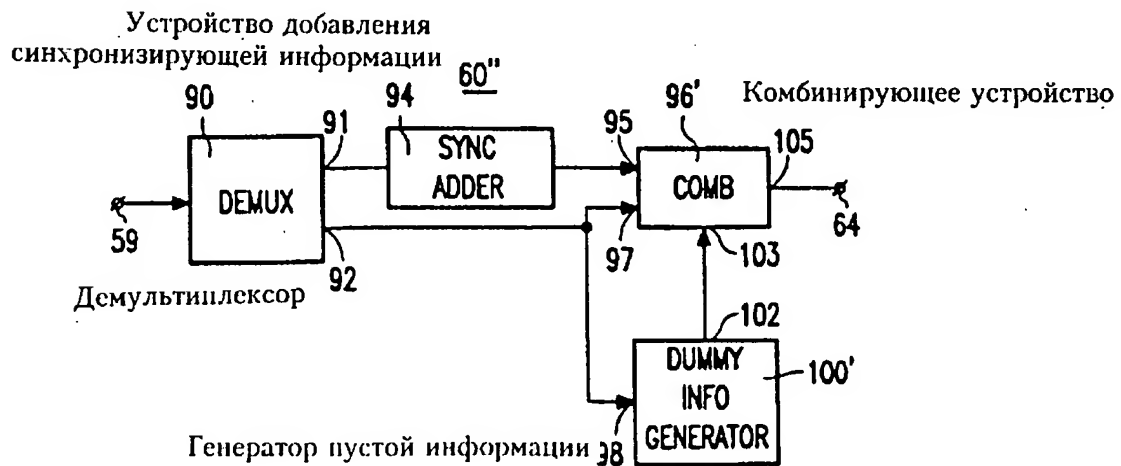 Устройство добавления
синхронизирующей информации
60"
Комбинирующее устройство
90
91
94
95
96'
105
SYNC
ADDER
DEMUX
COMB
59
92
97
103
64
Демультиплексор
102
DUMMY
INFO
GENERATOR
100'
98
Генератор пустой информации